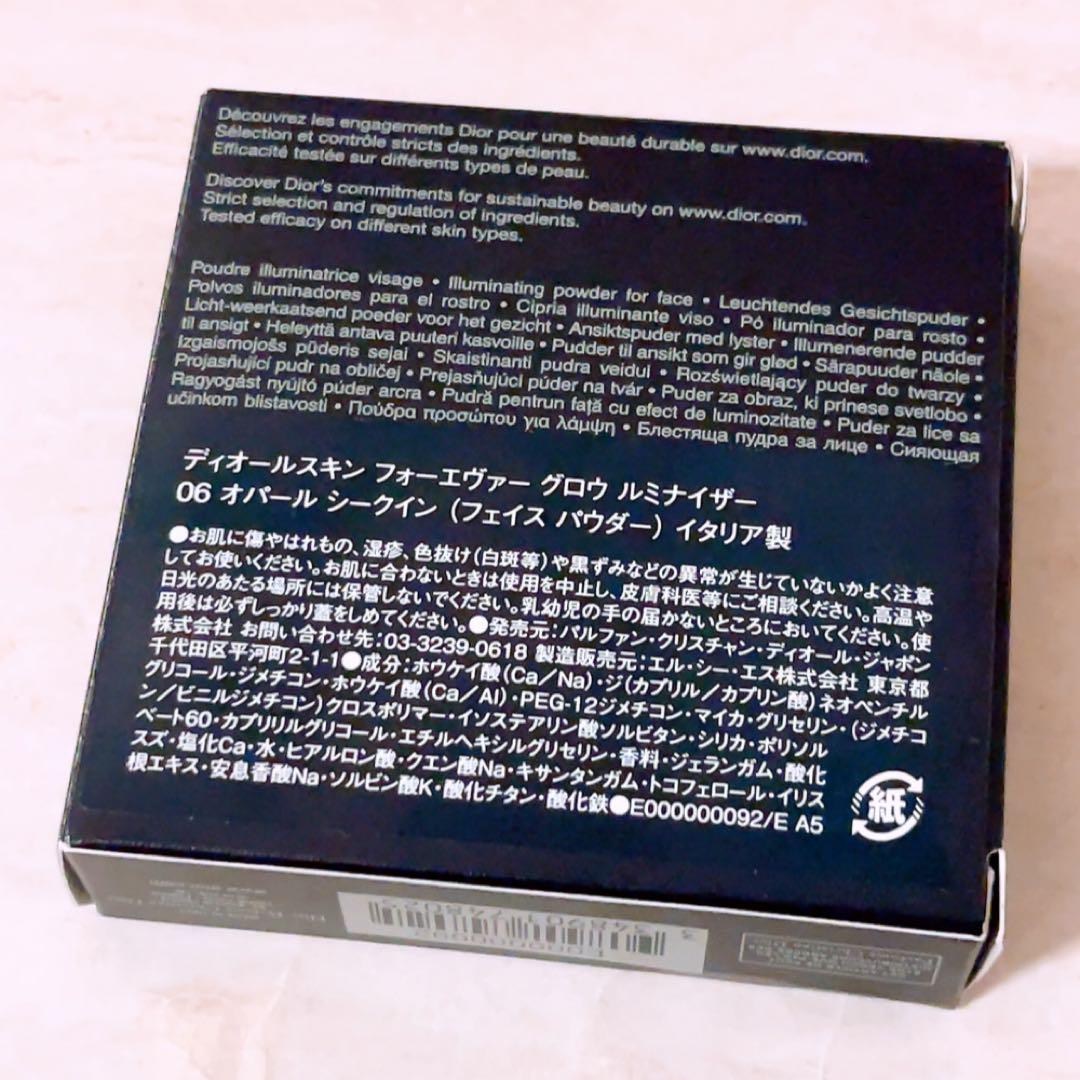 Découvrez les engagements Dior pour une beauté durable sur www.dior.com.
Sélection et contrôle stricts des ingrédients.
Efficacité testée sur différents types de peau.
Discover Dior's commitments for sustainable beauty on www.dior.com.
Strict selection and regulation of ingredients.
Tested efficacy on different skin types.
Poudre illuminatrice visage • Illuminating powder for face • Leuchtendes Gesichtspuder •
Polvos iluminadores para el rostro • Cipria illuminante viso • Pó iluminador para rosto •
Licht-weerkaatsend poeder voor het gezicht • Ansiktspuder med lyster • Illumenerende pudder
til ansigt • Heleyttä antava puuteri kasvoille • Pudder til ansikt som gir glød • Särapuuder näole •
Izgaismojošs pūderis sejai • Skaistinanti pudra veidui • Rozświetlający puder do twarzy •
Projasňující pudr na obličej • Prejasňujúci púder na tvár • Puder za obraz, ki prinese svetlobo •
Ragyogást nyújtó púder arcra • Pudră pentrun față cu efect de luminozitate • Puder za lice sa
učinkom blistavosti • Πούδρα προσώπου για λάμψη • Блестяща пудра за лице • Сияющая
ディオールスキン フォーエヴァー グロウ ルミナイザー
06 オパール シークイン (フェイス パウダー) イタリア製
●お肌に傷やはれもの、湿疹、色抜け(白斑等)や黒ずみなどの異常が生じていないかよく注意
してお使いください。お肌に合わないときは使用を中止し、皮膚科医等にご相談ください。高温や
日光のあたる場所には保管しないでください。乳幼児の手の届かないところにおいてください。使
用後は必ずしっかり蓋をしめてください。●発売元:パルファン・クリスチャン・ディオール・ジャポン
株式会社 お問い合わせ先:03-3239-0618 製造販売元:エル・シー・エス株式会社 東京都
千代田区平河町2-1-1●成分:ホウケイ酸(Ca/Na)・ジ(カプリル/カプリン酸)ネオペンチル
グリコール・ジメチコン・ホウケイ酸(Ca/Al)・PEG-12ジメチコン・マイカ・グリセリン・(ジメチコ
ン/ビニルジメチコン)クロスポリマー・イソステアリン酸ソルビタン・シリカ・ポリソル
ベート60・カプリリルグリコール・エチルヘキシルグリセリン・香料・ジェランガム・酸化
スズ・塩化Ca・水・ヒアルロン酸・クエン酸Na・キサンタンガム・トコフェロール・イリス
根エキス・安息香酸Na・ソルビン酸K・酸化チタン・酸化鉄●E000000092/E A5
紙